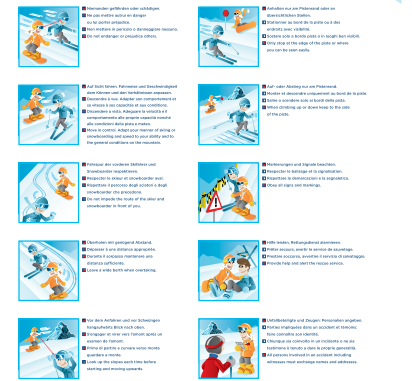 Niemanden gefährden oder schädigen.
Ne pas mettre autrui en danger
ou lui porter préjudice.
Non mettere in pericolo o danneggiare nessuno.
Do not endanger or prejudice others.
Auf Sicht fahren. Fahrweise und Geschwindigkeit
dem Können und den Verhältnissen anpassen.
Descendre à vue. Adapter son comportement et
sa vitesse à ses capacités et aux conditions.
Discendere a vista. Adeguare la velocità ed il
comportamento alle proprie capacità nonché
alle condizioni della pista e meteo.
Move in control. Adapt your manner of skiing or
snowboarding and speed to your ability and to
the general conditions on the mountain.
Fahrspur der vorderen Skifahrer und
Snowboarder respektieren.
Respecter le skieur et snowboarder aval.
Rispettare il percorso degli sciatori e degli
snowboarder che precedono.
Do not impede the route of the skier and
snowboarder in front of you.
Überholen mit genügend Abstand.
Dépasser à une distance appropriée.
Durante il sorpasso mantenere una
distanza sufficiente.
Leave a wide berth when overtaking.
Vor dem Anfahren und vor Schwüngen
hangaufwärts Blick nach oben.
S'engager et virer vers l'amont après un
examen de l'amont.
Prima di partire e curvare verso monte
guardare a monte.
Look up the slopes each time before
starting and moving upwards.
Anhalten nur am Pistenrand oder an
übersichtlichen Stellen.
Stationner au bord de la piste ou à des
endroits avec visibilité.
Sostare solo a bordo pista o in luoghi ben visibili.
Only stop at the edge of the piste or where
you can be seen easily.
Auf- oder Abstieg nur am Pistenrand.
Monter et descendre uniquement au bord de la piste.
Salire o scendere solo ai bordi della pista.
When climbing up or down keep to the side
of the piste.
Markierungen und Signale beachten.
Respecter le balisage et la signalisation.
Rispettare la demarcazioni e la segnaletica.
Obey all signs and markings.
Hilfe leisten, Rettungsdienst alarmieren.
Prêter secours, avertir le service de sauvetage.
Prestare soccorso, avvertire il servizio di salvataggio.
Provide help and alert the rescue service.
Unfallbeteiligte und Zeugen: Personalien angeben.
Parties impliquées dans un accident et témoins:
faire connaître son identité.
Chiunque sia coinvolto in un incidente o ne sia
testimone è tenuto a dare le proprie generalità.
All persons involved in an accident including
witnesses must exchange names and addresses.